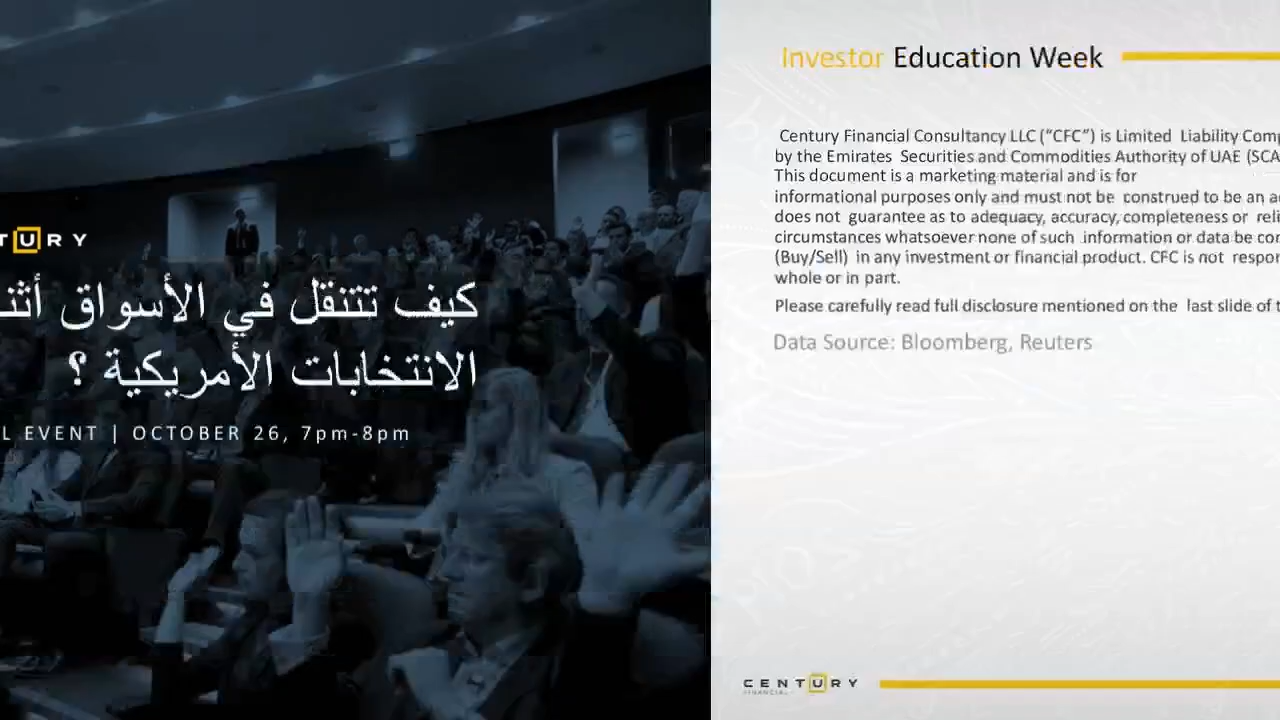 TURY
كيف تتنقل في الأسواق أثنـ
الانتخابات الأمريكية ؟
L EVENT | OCTOBER 26, 7pm-8pm
Investor Education Week
Century Financial Consultancy LLC (“CFC”) is Limited Liability Com
by the Emirates Securities and Commodities Authority of UAE (SCA
This document is a marketing material and is for
informational purposes only and must not be construed to be an a
does not guarantee as to adequacy, accuracy, completeness or reli
circumstances whatsoever none of such information or data be co
(Buy/Sell) in any investment or financial product. CFC is not respo
whole or in part.
Please carefully read full disclosure mentioned on the last slide of
Data Source: Bloomberg, Reuters
CENTURY
FINANCIAL